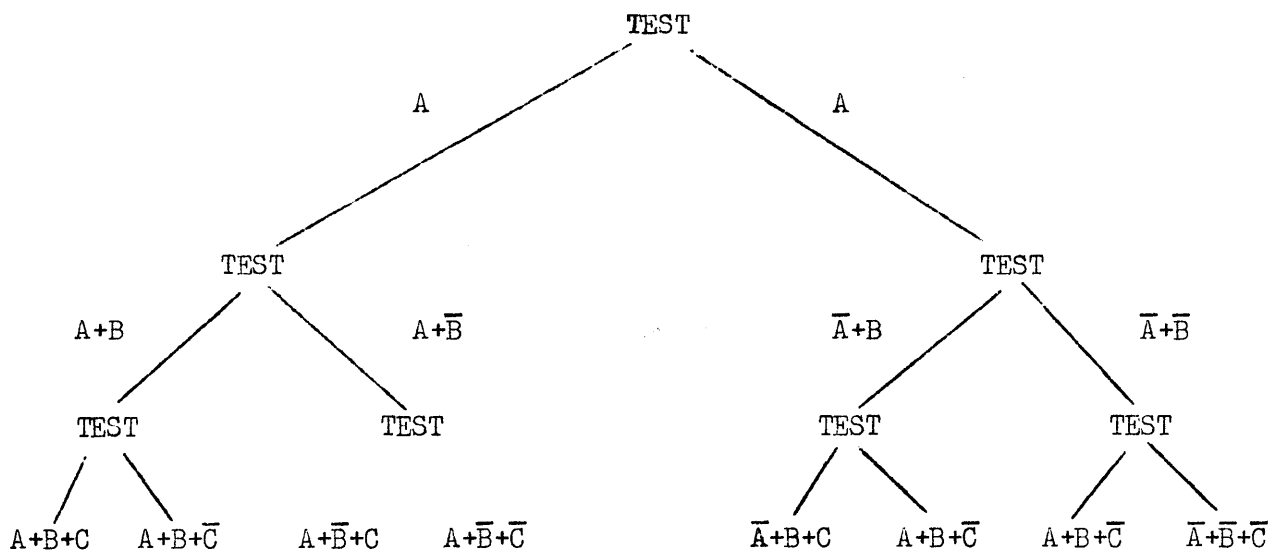 TEST
A A
TEST TEST
A+B A+B̅ A̅+B A̅+B̅
TEST TEST TEST TEST
A+B+C A+B+C̅ A+B̅+C A+B̅+C̅ A̅+B+C A+B+C̅ A+B+C̅ A̅+B̅+C̅